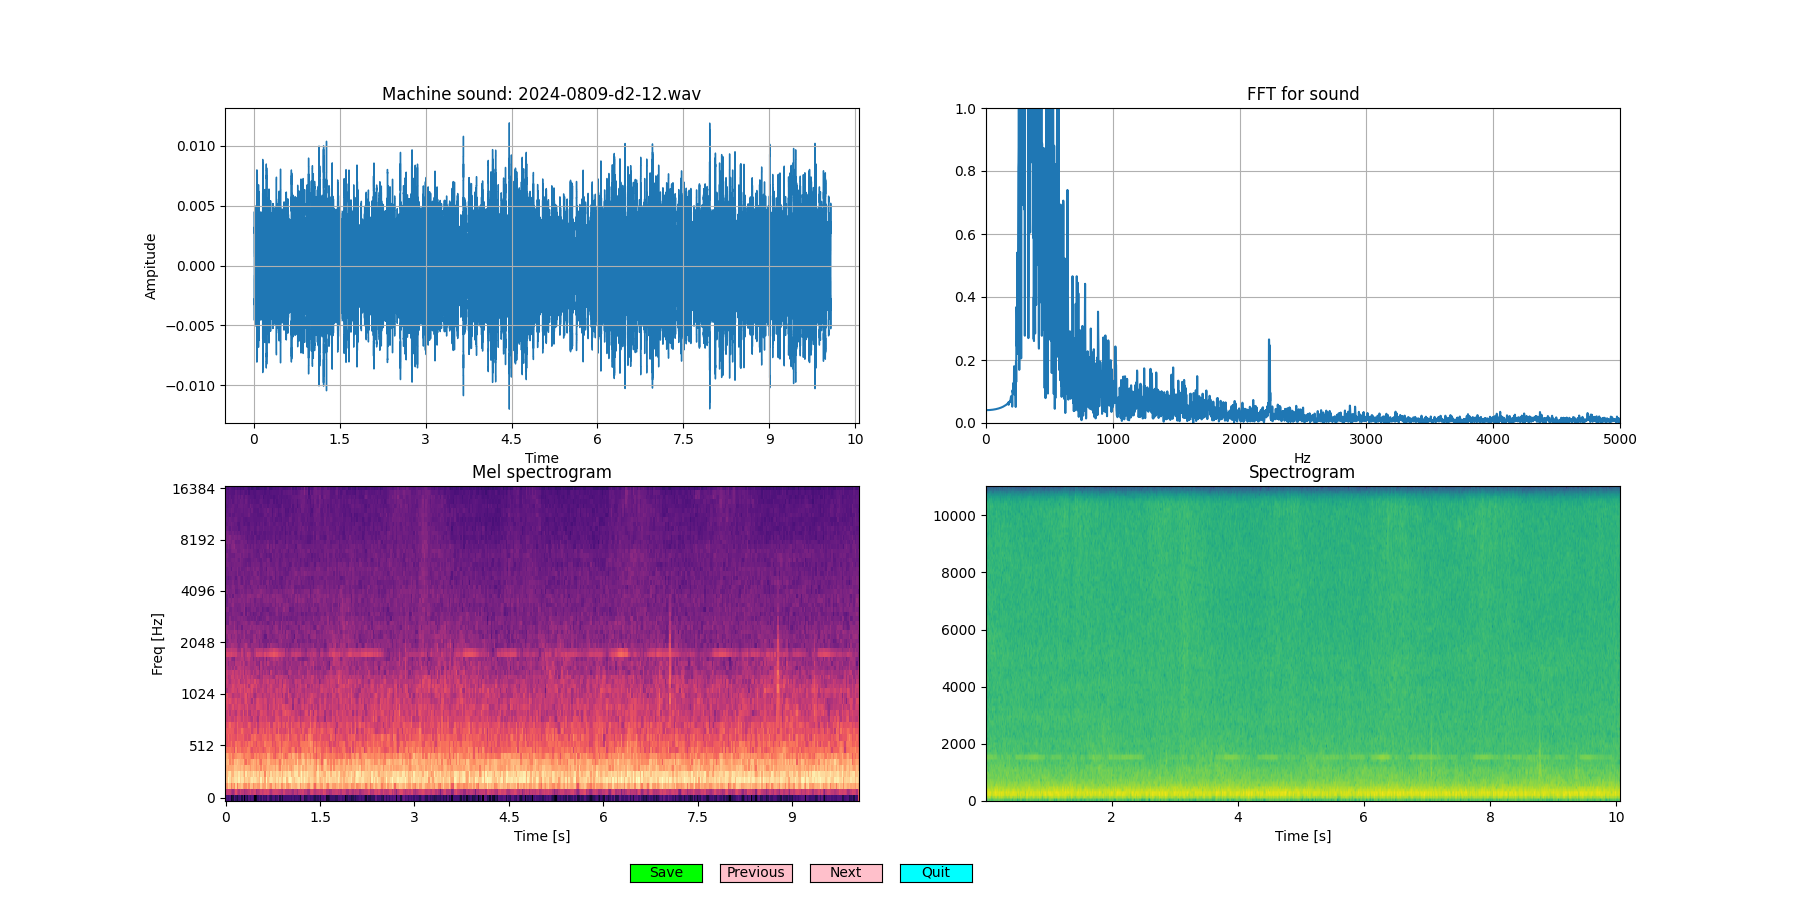 Machine sound: 2024-0809-d2-12.wav
Ampitude
0.010
0.005
0.000
−0.005
−0.010
0 1.5 3 4.5 6 7.5 9 10
Time
FFT for sound
1.0
0.8
0.6
0.4
0.2
0.0
0 1000 2000 3000 4000 5000
Hz
Mel spectrogram
Freq [Hz]
16384
8192
4096
2048
1024
512
0
0 1.5 3 4.5 6 7.5 9
Time [s]
Spectrogram
10000
8000
6000
4000
2000
0
2 4 6 8 10
Time [s]
Save Previous Next Quit